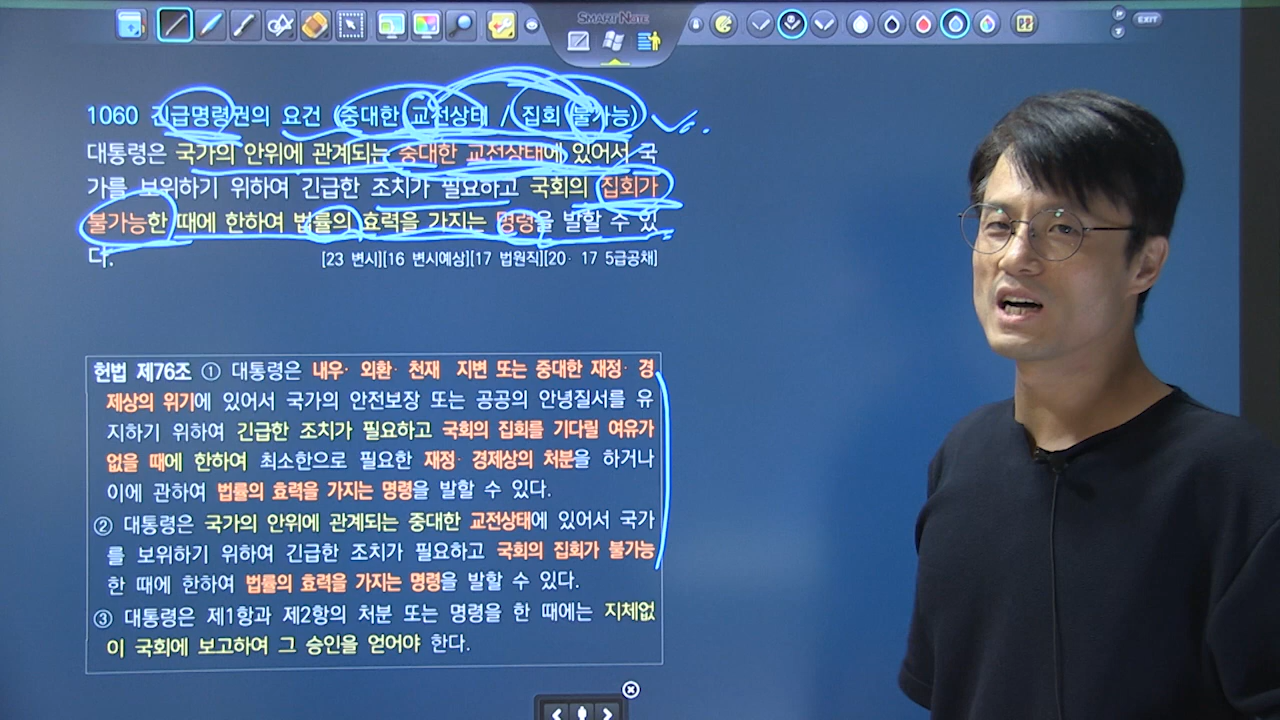 SMART NOTE
EXIT
1060 긴급명령권의 요건 (중대한 교전상태 / 집회 불가능)
대통령은 국가의 안위에 관계되는 중대한 교전상태에 있어서 국
가를 보위하기 위하여 긴급한 조치가 필요하고 국회의 집회가
불가능한 때에 한하여 법률의 효력을 가지는 명령을 발할 수 있
다.
[23 변시][16 변시예상][17 법원직][20· 17 5급공채]
헌법 제76조 ① 대통령은 내우· 외환· 천재 지변 또는 중대한 재정· 경
제상의 위기에 있어서 국가의 안전보장 또는 공공의 안녕질서를 유
지하기 위하여 긴급한 조치가 필요하고 국회의 집회를 기다릴 여유가
없을 때에 한하여 최소한으로 필요한 재정· 경제상의 처분을 하거나
이에 관하여 법률의 효력을 가지는 명령을 발할 수 있다.
② 대통령은 국가의 안위에 관계되는 중대한 교전상태에 있어서 국가
를 보위하기 위하여 긴급한 조치가 필요하고 국회의 집회가 불가능
한 때에 한하여 법률의 효력을 가지는 명령을 발할 수 있다.
③ 대통령은 제1항과 제2항의 처분 또는 명령을 한 때에는 지체없
이 국회에 보고하여 그 승인을 얻어야 한다.